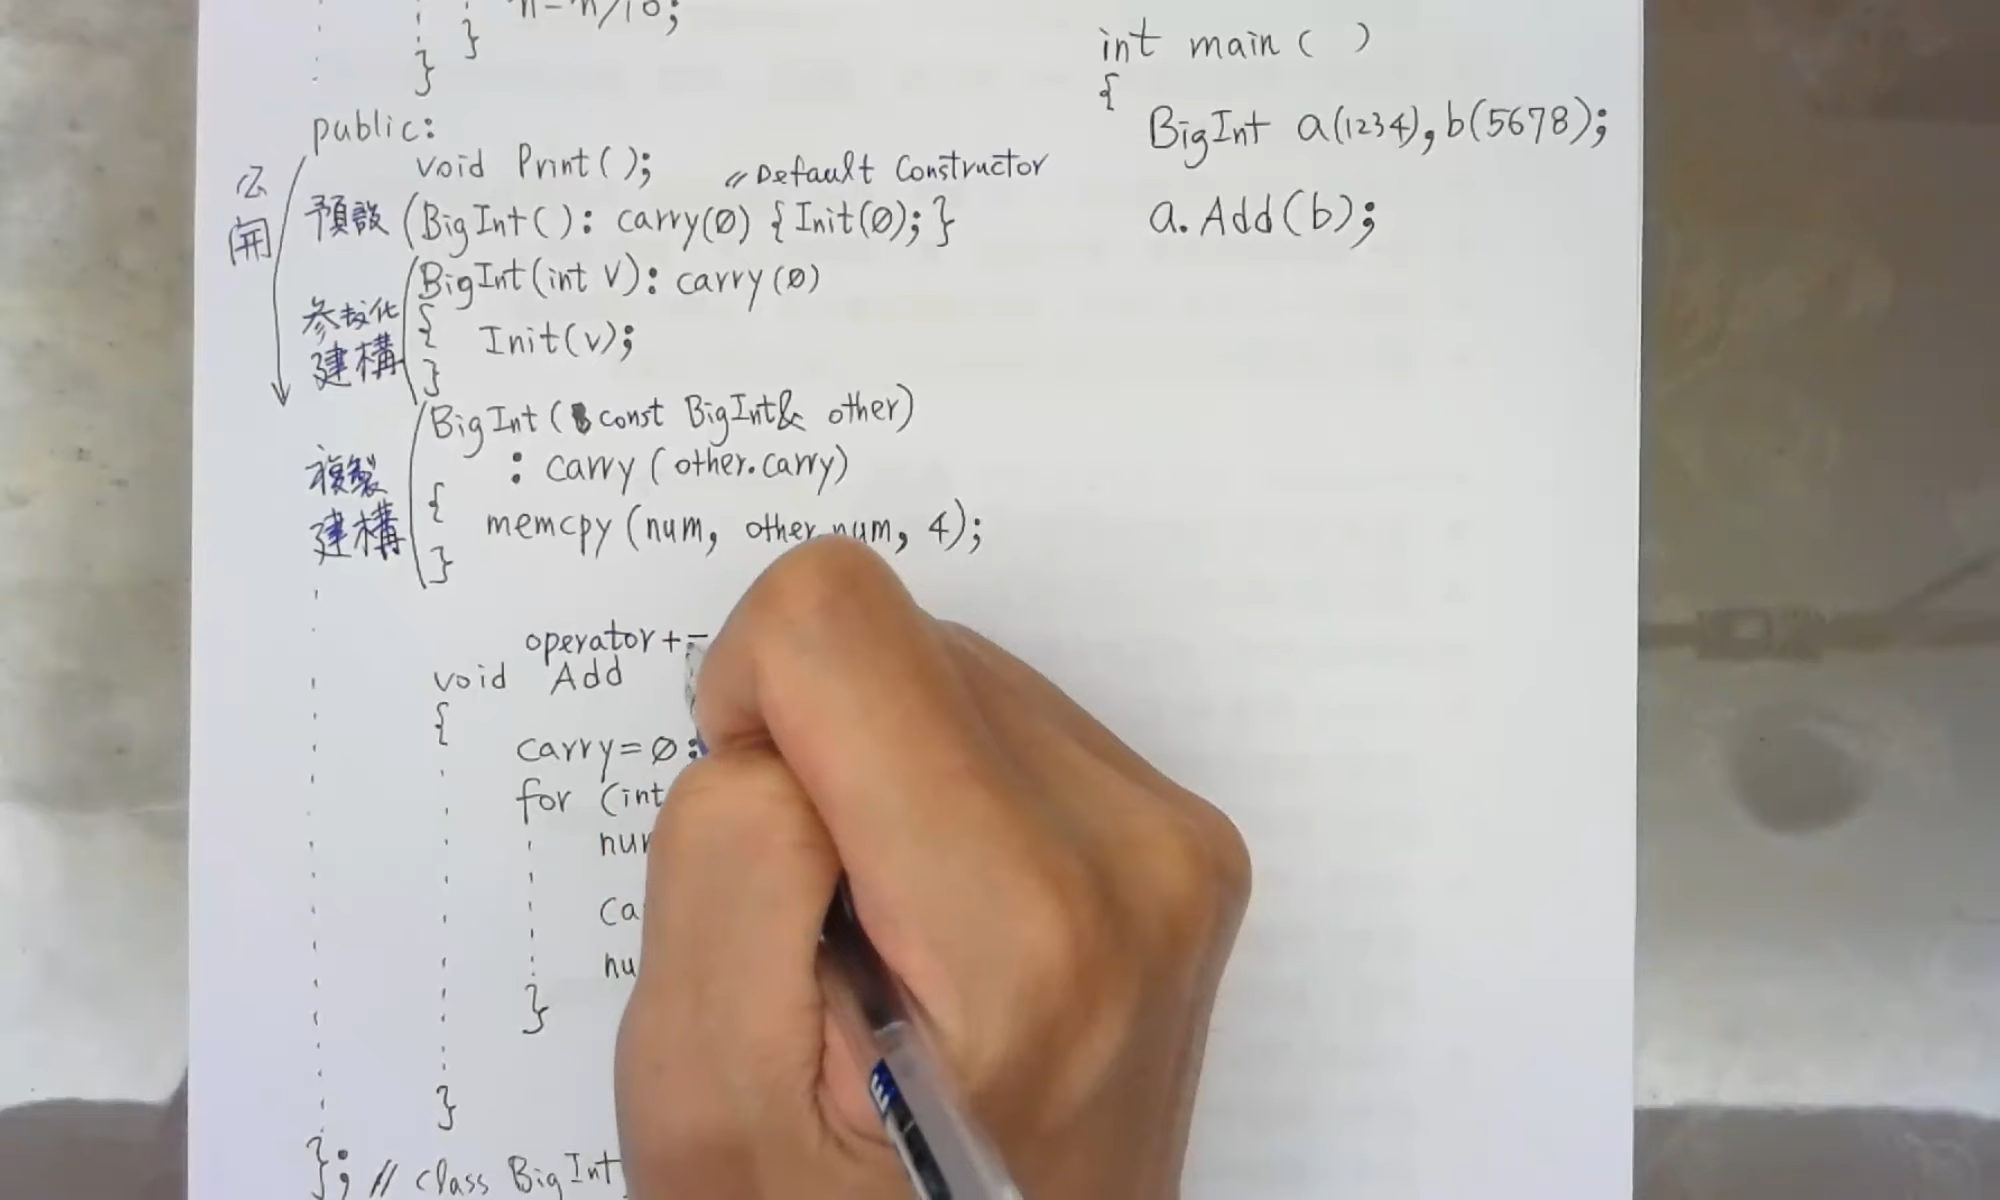 n=n/10;
}
}
public:
void Print();
// Default Constructor
公開
預設
BigInt(): carry(0) {Init(0);}
BigInt(int v): carry(0)
參數化
建構
{
Init(v);
}
BigInt( const BigInt& other)
: carry(other.carry)
複製
建構
{
memcpy(num, other.num, 4);
}
operator+=
void Add
{
carry=0;
for (int
}
}
}; // class BigInt
int main( )
{
BigInt a(1234), b(5678);
a.Add(b);